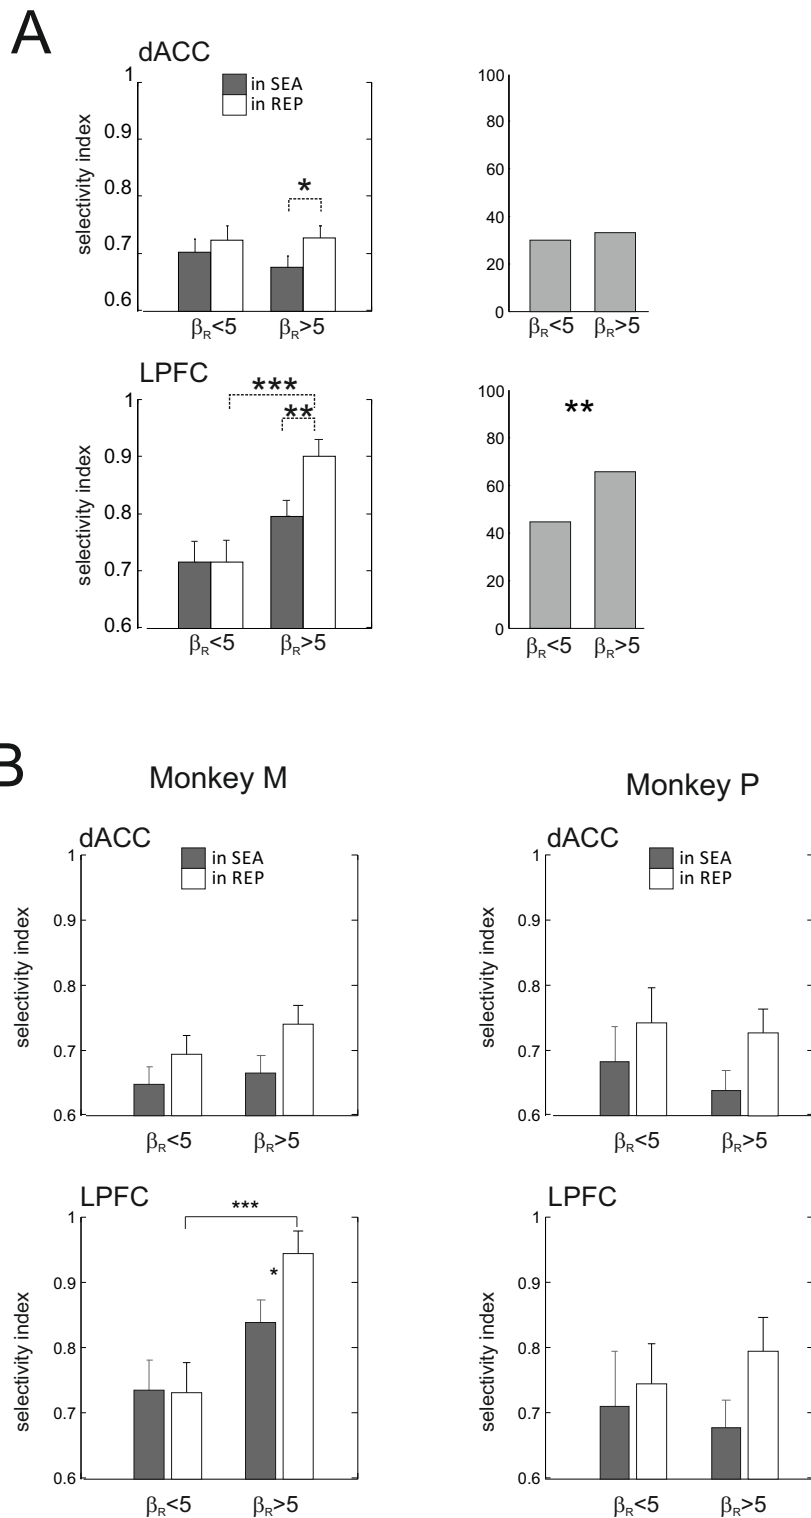 A
dACC
in SEA
in REP
selectivity index
1
0.9
0.8
0.7
0.6
*
βR<5 βR>5
100
80
60
40
20
0
βR<5 βR>5
LPFC
selectivity index
1
0.9
0.8
0.7
0.6
***
**
βR<5 βR>5
100
80
60
40
20
0
**
βR<5 βR>5
B
Monkey M
dACC
in SEA
in REP
selectivity index
1
0.9
0.8
0.7
0.6
βR<5 βR>5
Monkey P
dACC
in SEA
in REP
selectivity index
1
0.9
0.8
0.7
0.6
βR<5 βR>5
LPFC
selectivity index
1
0.9
0.8
0.7
0.6
***
*
βR<5 βR>5
LPFC
selectivity index
1
0.9
0.8
0.7
0.6
βR<5 βR>5